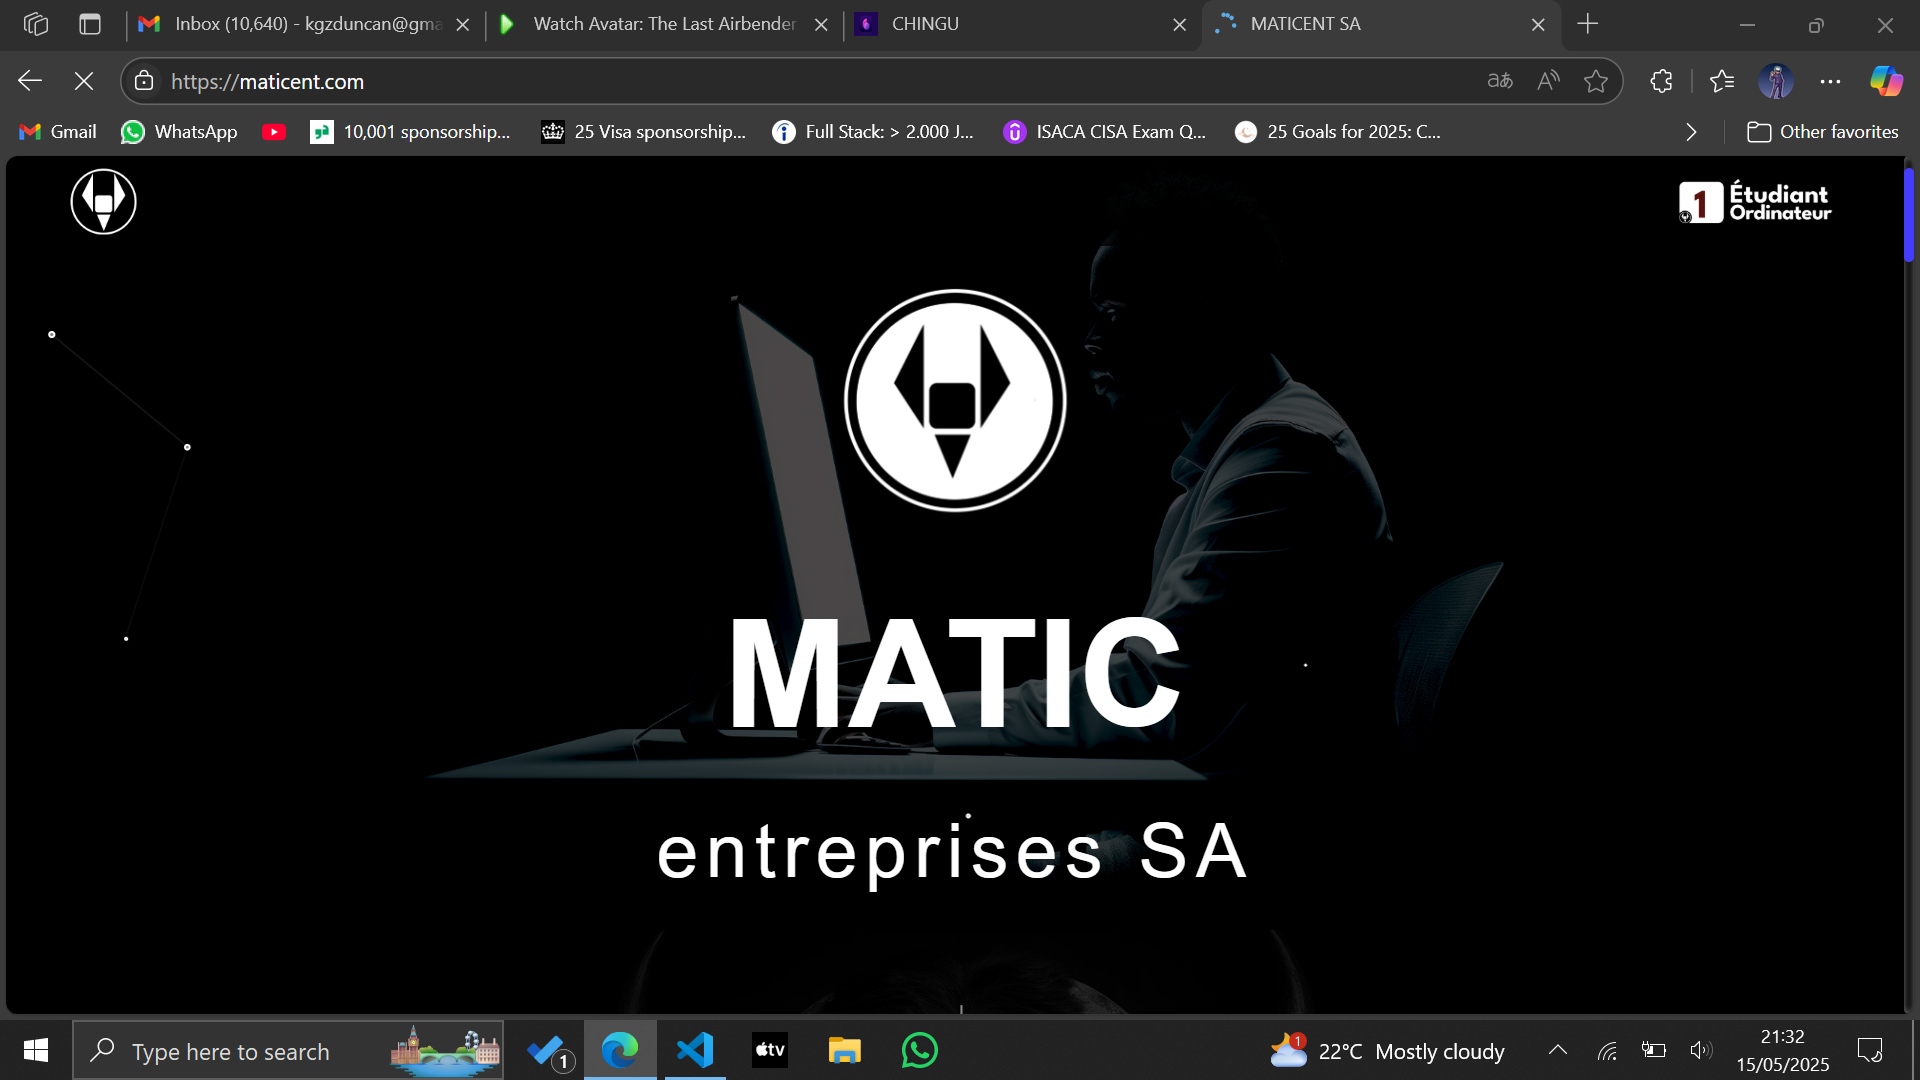 Inbox (10,640) - kgzduncan@gma
Watch Avatar: The Last Airbender
CHINGU
MATICENT SA
https://maticent.com
Gmail
WhatsApp
10,001 sponsorship...
25 Visa sponsorship...
Full Stack: > 2.000 J...
ISACA CISA Exam Q...
25 Goals for 2025: C...
Other favorites
1 Étudiant
Ordinateur
MATIC
entreprises SA
Type here to search
1
tv
1
22°C Mostly cloudy
21:32
15/05/2025